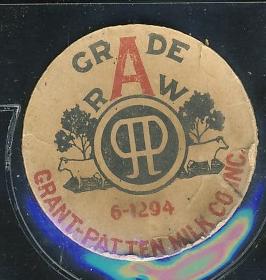 GRADE
A
RAW
GP
6-1294
GRANT-PATTEN MILK CO. INC.